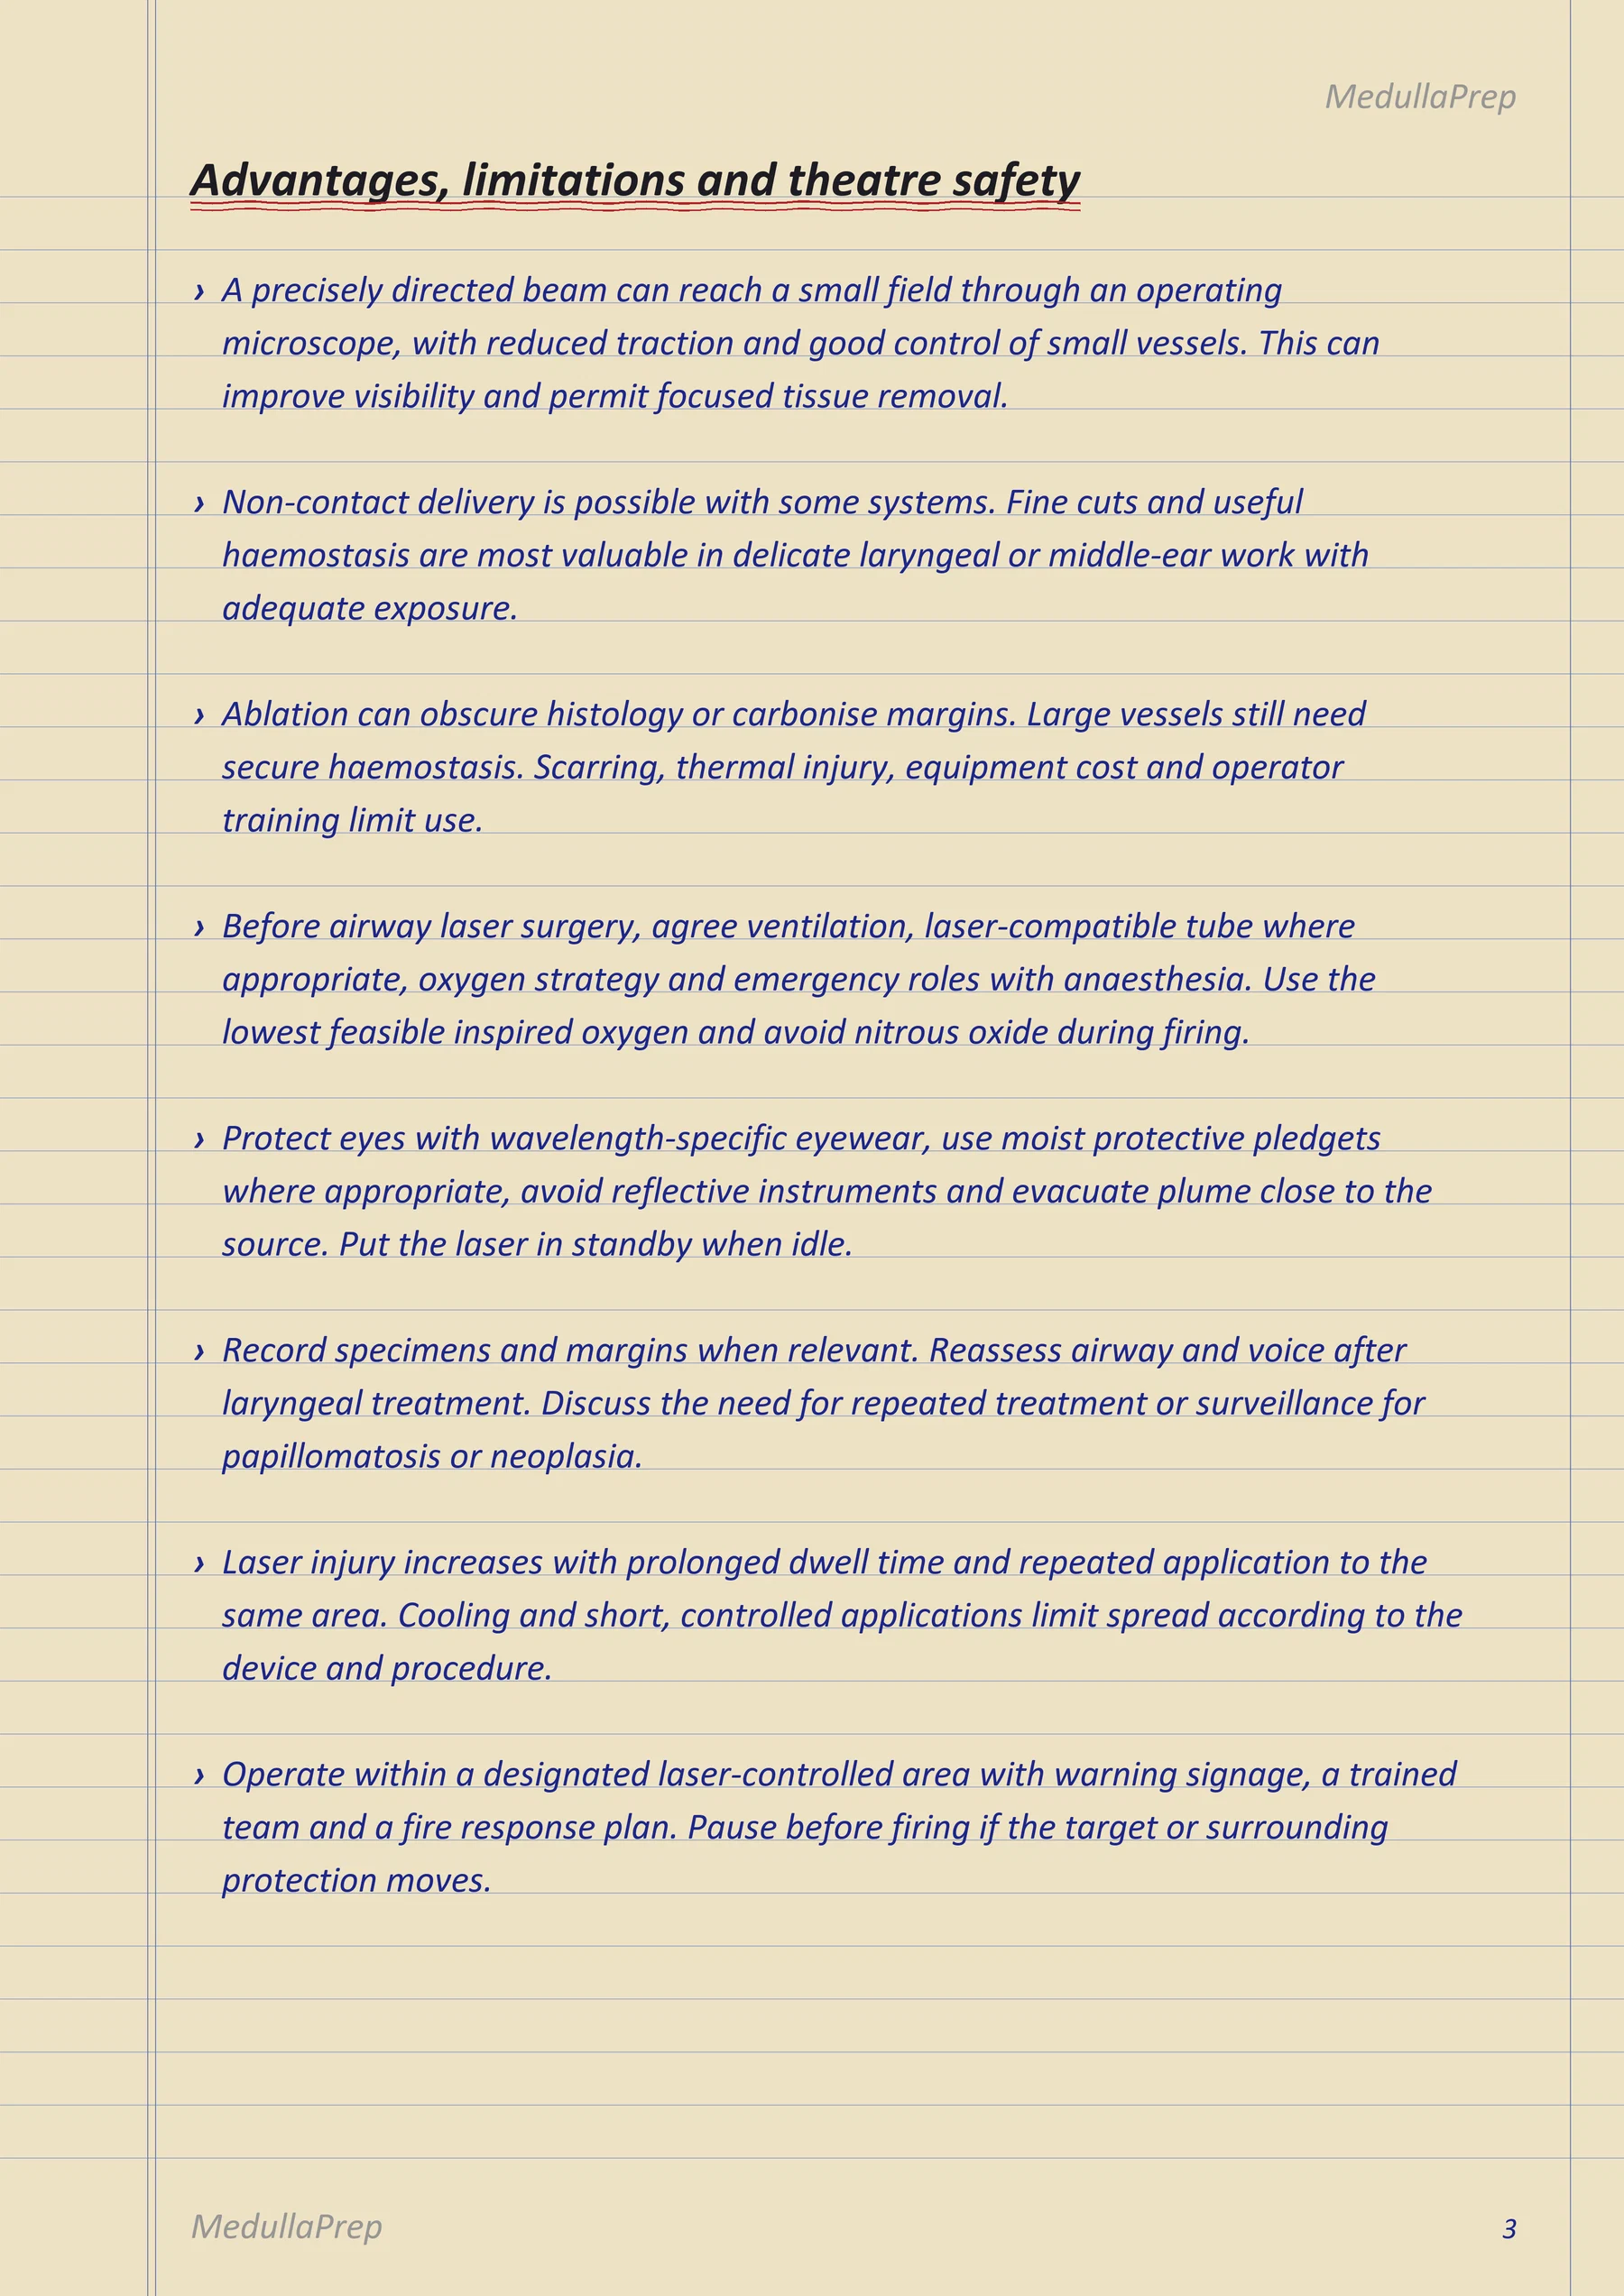 MedullaPrep
Advantages, limitations and theatre safety
› A precisely directed beam can reach a small field through an operating
microscope, with reduced traction and good control of small vessels. This can
improve visibility and permit focused tissue removal.
› Non-contact delivery is possible with some systems. Fine cuts and useful
haemostasis are most valuable in delicate laryngeal or middle-ear work with
adequate exposure.
› Ablation can obscure histology or carbonise margins. Large vessels still need
secure haemostasis. Scarring, thermal injury, equipment cost and operator
training limit use.
› Before airway laser surgery, agree ventilation, laser-compatible tube where
appropriate, oxygen strategy and emergency roles with anaesthesia. Use the
lowest feasible inspired oxygen and avoid nitrous oxide during firing.
› Protect eyes with wavelength-specific eyewear, use moist protective pledgets
where appropriate, avoid reflective instruments and evacuate plume close to the
source. Put the laser in standby when idle.
› Record specimens and margins when relevant. Reassess airway and voice after
laryngeal treatment. Discuss the need for repeated treatment or surveillance for
papillomatosis or neoplasia.
› Laser injury increases with prolonged dwell time and repeated application to the
same area. Cooling and short, controlled applications limit spread according to the
device and procedure.
› Operate within a designated laser-controlled area with warning signage, a trained
team and a fire response plan. Pause before firing if the target or surrounding
protection moves.
MedullaPrep
3